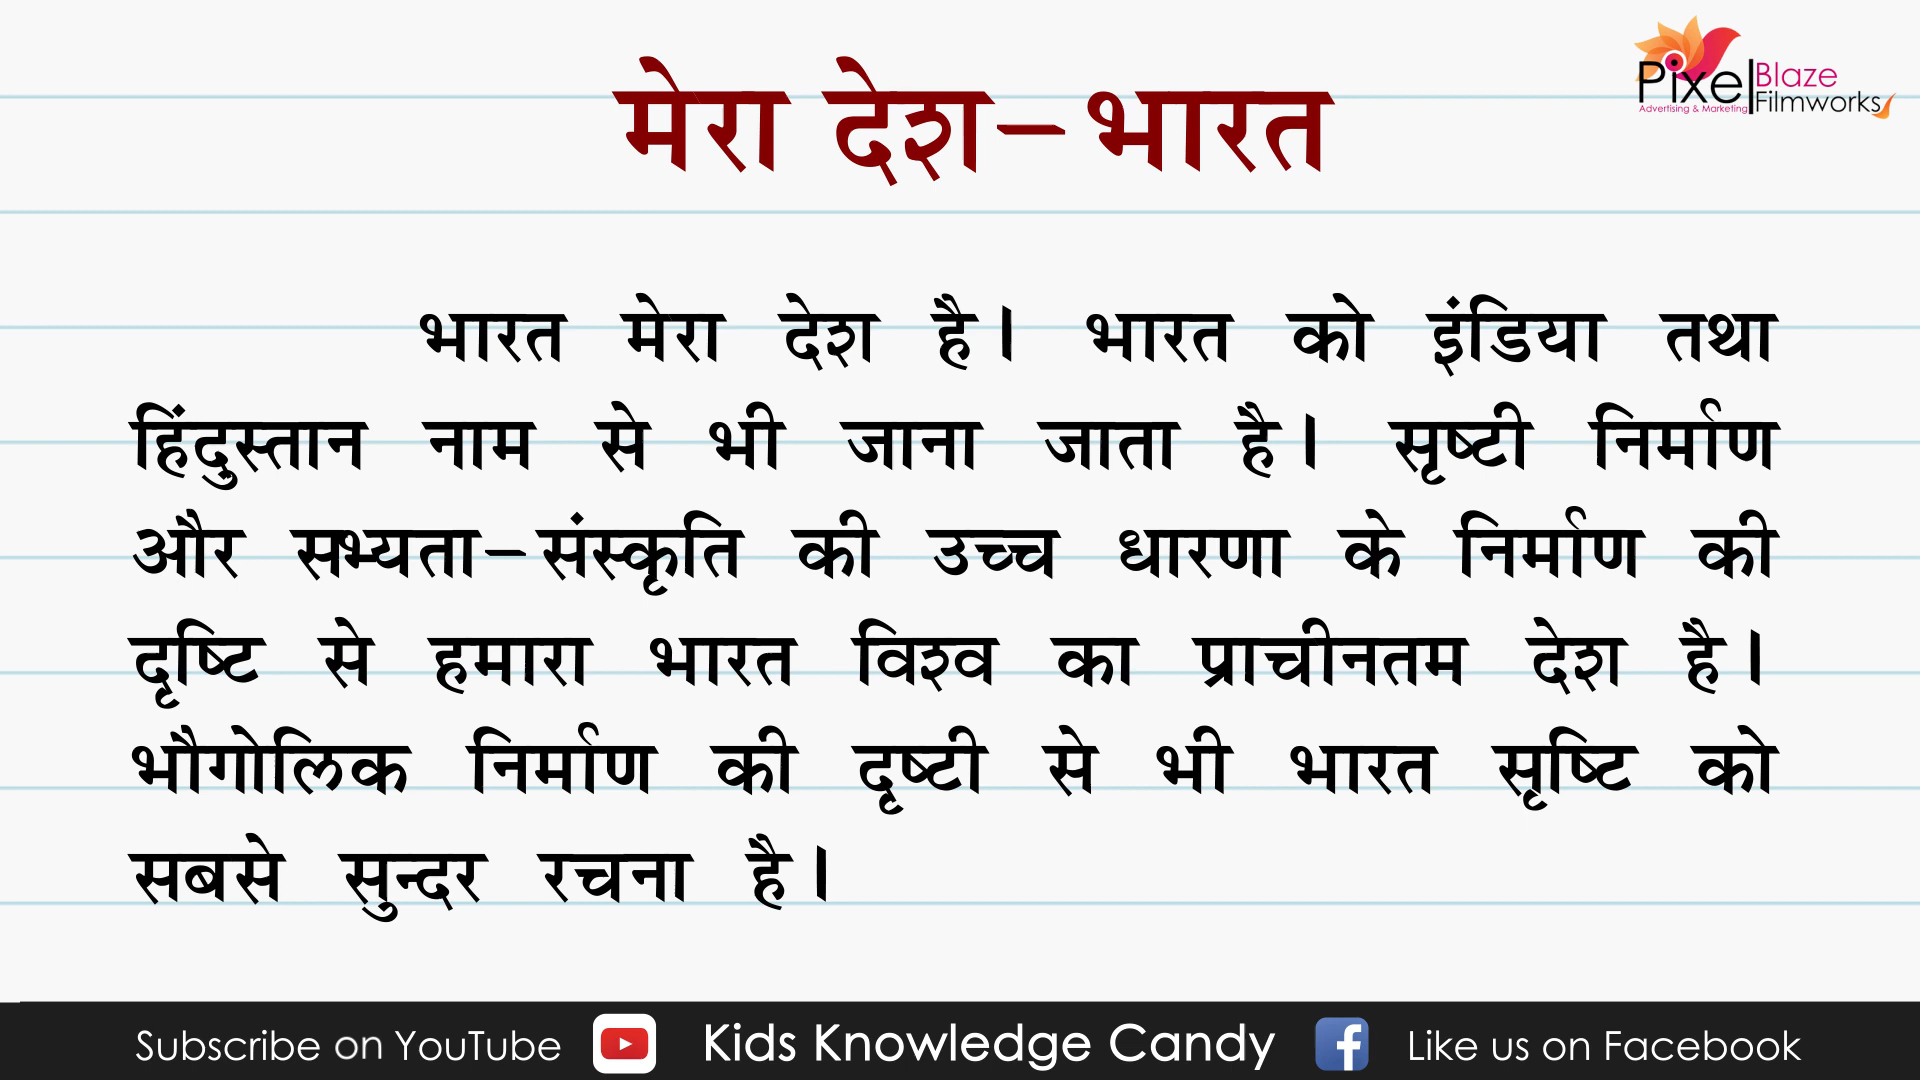 मेरा देश-भारत
Pixel Blaze Filmworks
Advertising & Marketing
भारत मेरा देश है। भारत को इंडिया तथा
हिंदुस्तान नाम से भी जाना जाता है। सृष्टी निर्माण
और सभ्यता-संस्कृति की उच्च धारणा के निर्माण की
दृष्टि से हमारा भारत विश्व का प्राचीनतम देश है।
भौगोलिक निर्माण की दृष्टी से भी भारत सृष्टि को
सबसे सुन्दर रचना है।
Subscribe on YouTube Kids Knowledge Candy Like us on Facebook